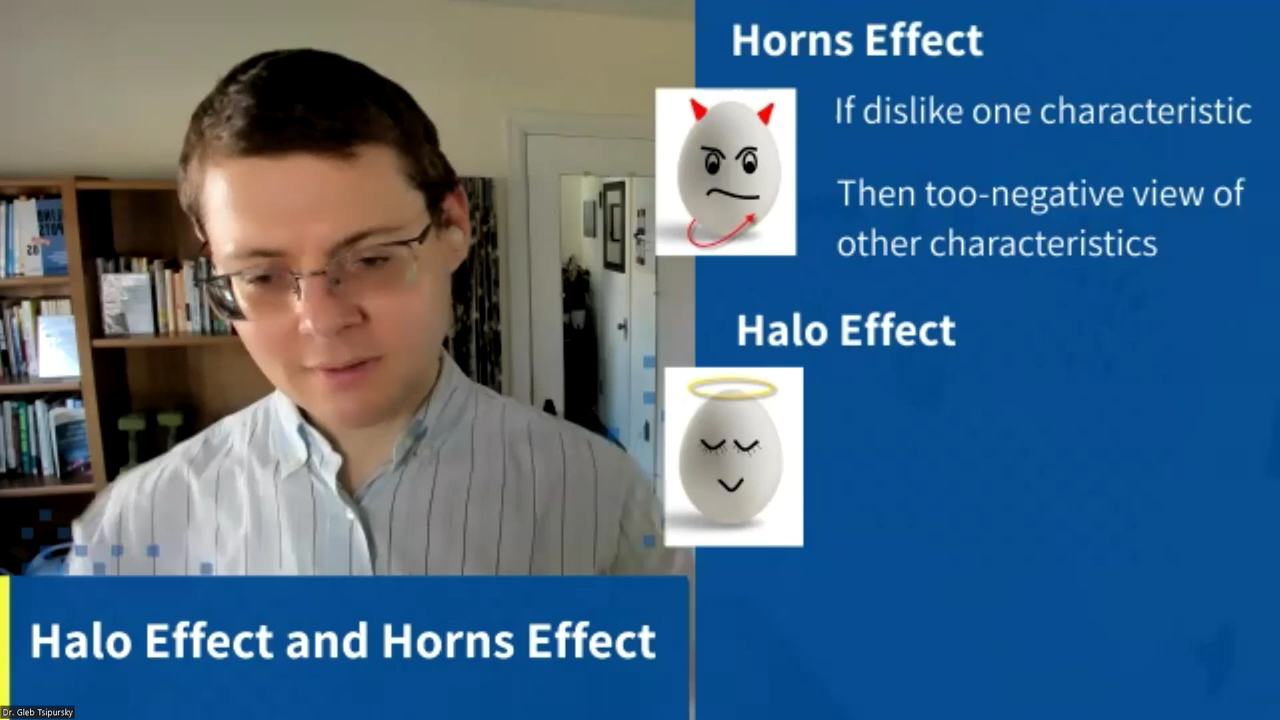 Horns Effect
If dislike one characteristic
Then too-negative view of
other characteristics
Halo Effect
Halo Effect and Horns Effect
Dr. Gleb Tsipursky